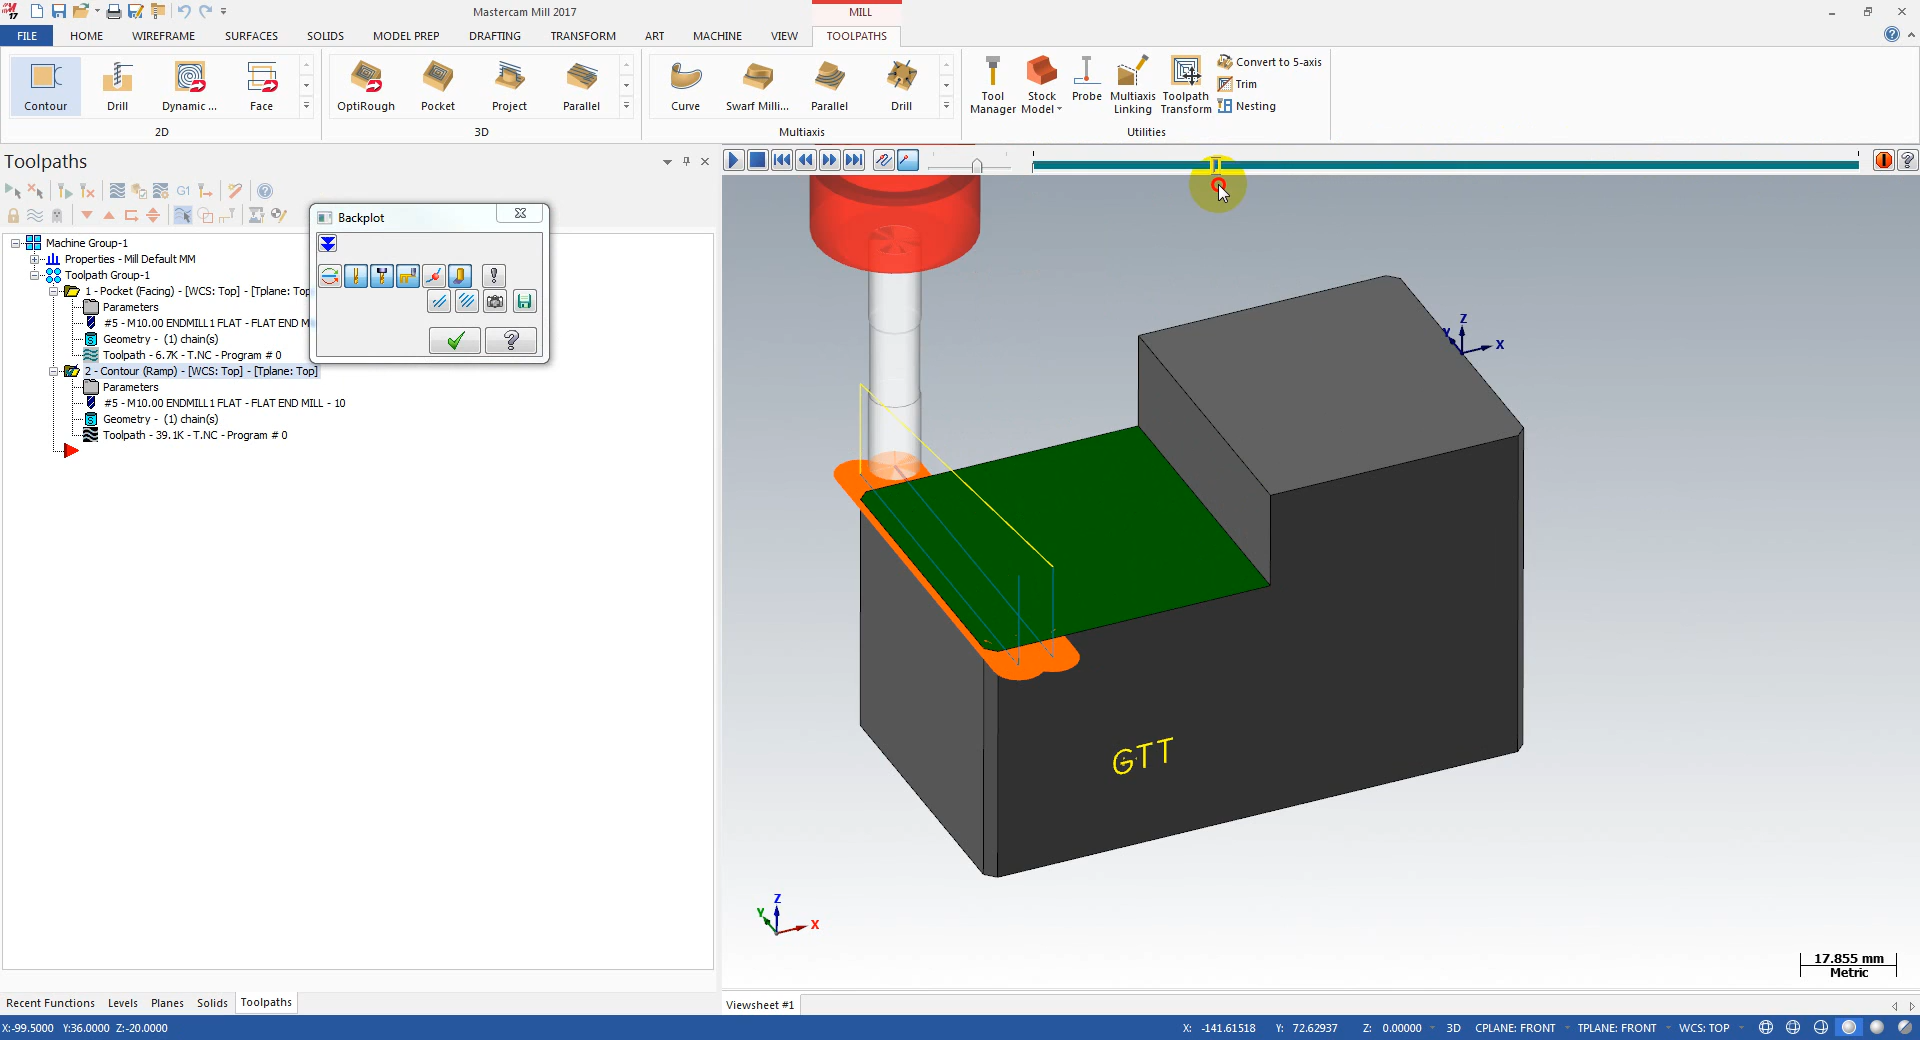 Mastercam Mill 2017
MILL
17
FILE
HOME
WIREFRAME
SURFACES
SOLIDS
MODEL PREP
DRAFTING
TRANSFORM
ART
MACHINE
VIEW
TOOLPATHS
Contour
Drill
Dynamic ...
Face
OptiRough
Pocket
Project
Parallel
Curve
Swarf Milli...
Parallel
Drill
Tool
Manager
Stock
Model
Probe
Multiaxis
Linking
Toolpath
Transform
Convert to 5-axis
Trim
Nesting
2D
3D
Multiaxis
Utilities
Toolpaths
G1
Backplot
Machine Group-1
Properties - Mill Default MM
Toolpath Group-1
1 - Pocket (Facing) - [WCS: Top] - [Tplane: Top
Parameters
#5 - M10.00 ENDMILL1 FLAT - FLAT END M
Geometry - (1) chain(s)
Toolpath - 6.7K - T.NC - Program # 0
2 - Contour (Ramp) - [WCS: Top] - [Tplane: Top]
Parameters
#5 - M10.00 ENDMILL1 FLAT - FLAT END MILL - 10
Geometry - (1) chain(s)
Toolpath - 39.1K - T.NC - Program # 0
Z
Y
X
GTT
Z
Y
X
17.855 mm
Metric
Recent Functions
Levels
Planes
Solids
Toolpaths
Viewsheet #1
X:-99.5000 Y:36.0000 Z:-20.0000
X: -141.61518
Y: 72.62937
Z: 0.00000
3D
CPLANE: FRONT
TPLANE: FRONT
WCS: TOP